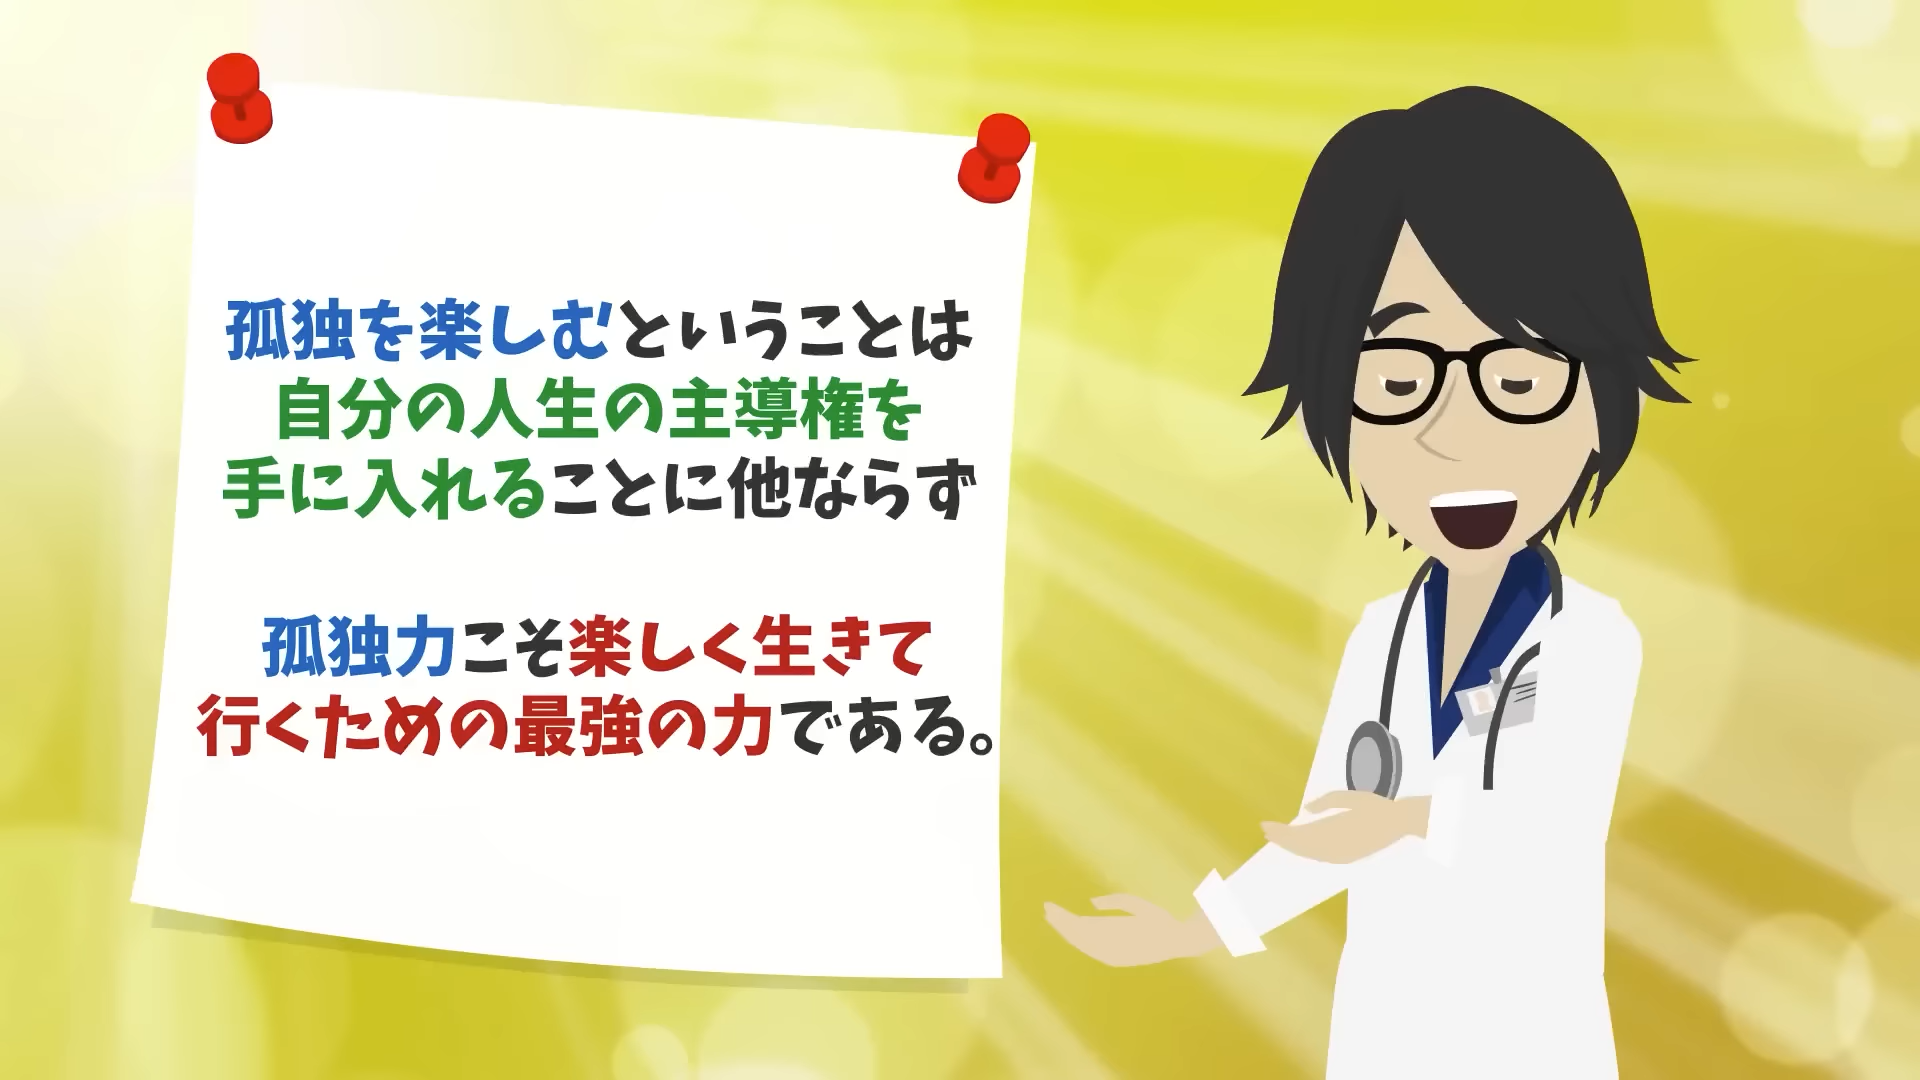 孤独を楽しむということは
自分の人生の主導権を
手に入れることに他ならず
孤独力こそ楽しく生きて
行くための最強の力である。